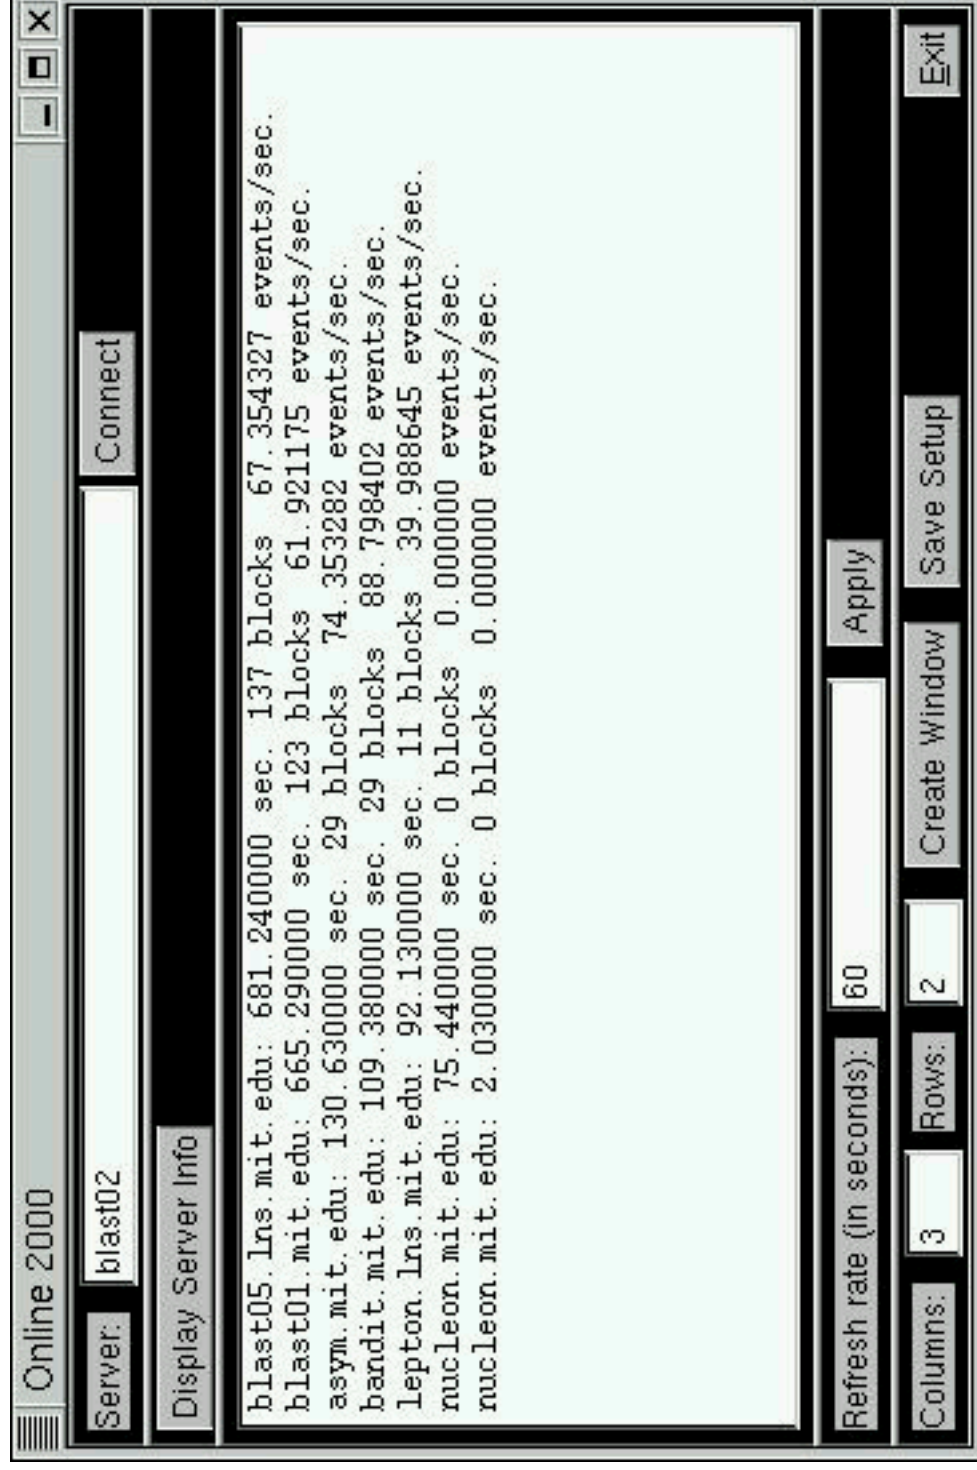 Online 2000
Server: blast02 Connect
Display Server Info
blast05.lns.mit.edu: 681.240000 sec. 137 blocks 67.354327 events/sec.
blast01.mit.edu: 665.290000 sec. 123 blocks 61.921175 events/sec.
asym.mit.edu: 130.630000 sec. 29 blocks 74.353282 events/sec.
bandit.mit.edu: 109.380000 sec. 29 blocks 88.798402 events/sec.
lepton.lns.mit.edu: 92.130000 sec. 11 blocks 39.988645 events/sec.
nucleon.mit.edu: 75.440000 sec. 0 blocks 0.000000 events/sec.
nucleon.mit.edu: 2.030000 sec. 0 blocks 0.000000 events/sec.
Refresh rate (in seconds): 60 Apply
Columns: 3 Rows: 2 Create Window Save Setup Exit